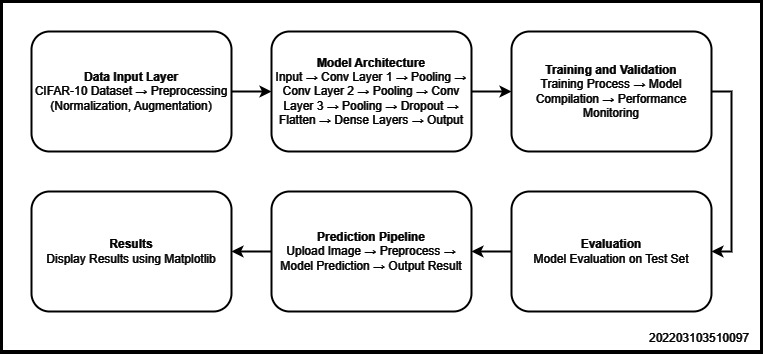 Data Input Layer
CIFAR-10 Dataset → Preprocessing
(Normalization, Augmentation)
Model Architecture
Input → Conv Layer 1 → Pooling →
Conv Layer 2 → Pooling → Conv
Layer 3 → Pooling → Dropout →
Flatten → Dense Layers → Output
Training and Validation
Training Process → Model
Compilation → Performance
Monitoring
Evaluation
Model Evaluation on Test Set
Prediction Pipeline
Upload Image → Preprocess →
Model Prediction → Output Result
Results
Display Results using Matplotlib
202203103510097